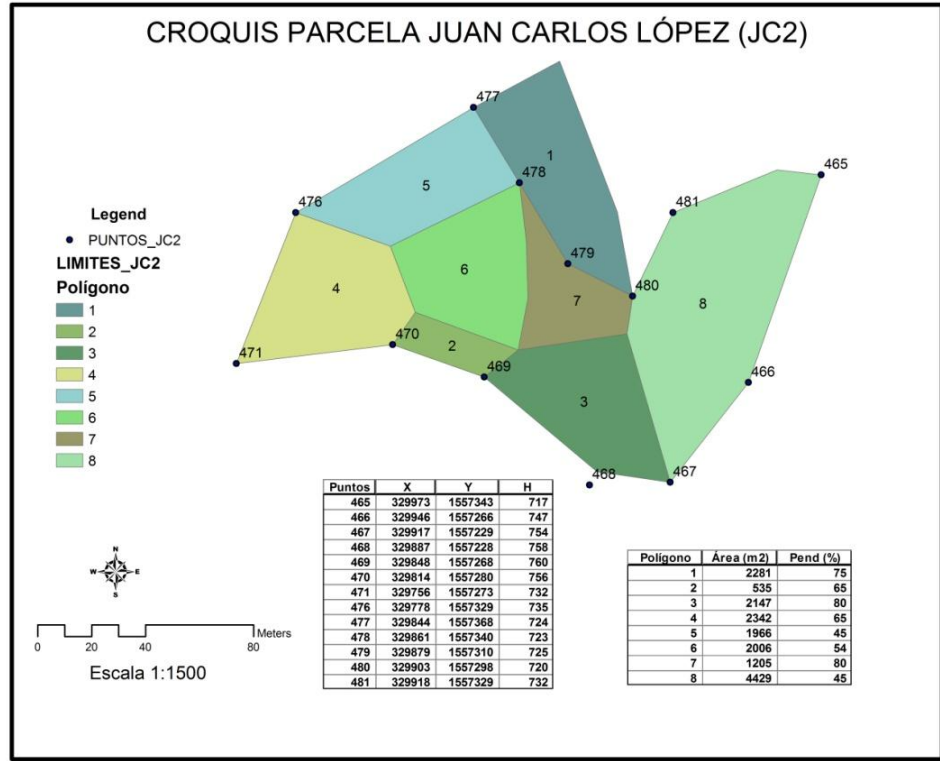 CROQUIS PARCELA JUAN CARLOS LÓPEZ (JC2)
477
1
465
478
5
481
476
Legend
PUNTOS_JC2
479
6
LIMITES_JC2
4
480
Polígono
7
8
1
2
3
4
5
6
7
8
470
2
471
469
466
3
468
467
Puntos X Y H
465 329973 1557343 717
466 329946 1557266 747
467 329917 1557229 754
468 329887 1557228 758
469 329848 1557268 760
470 329814 1557280 756
471 329756 1557273 732
476 329778 1557329 735
477 329844 1557368 724
478 329861 1557340 723
479 329879 1557310 725
480 329903 1557298 720
481 329918 1557329 732
Polígono Área (m2) Pend (%)
1 2281 75
2 535 65
3 2147 80
4 2342 65
5 1966 45
6 2006 54
7 1205 80
8 4429 45
N
W E
S
Meters
0 20 40 80
Escala 1:1500